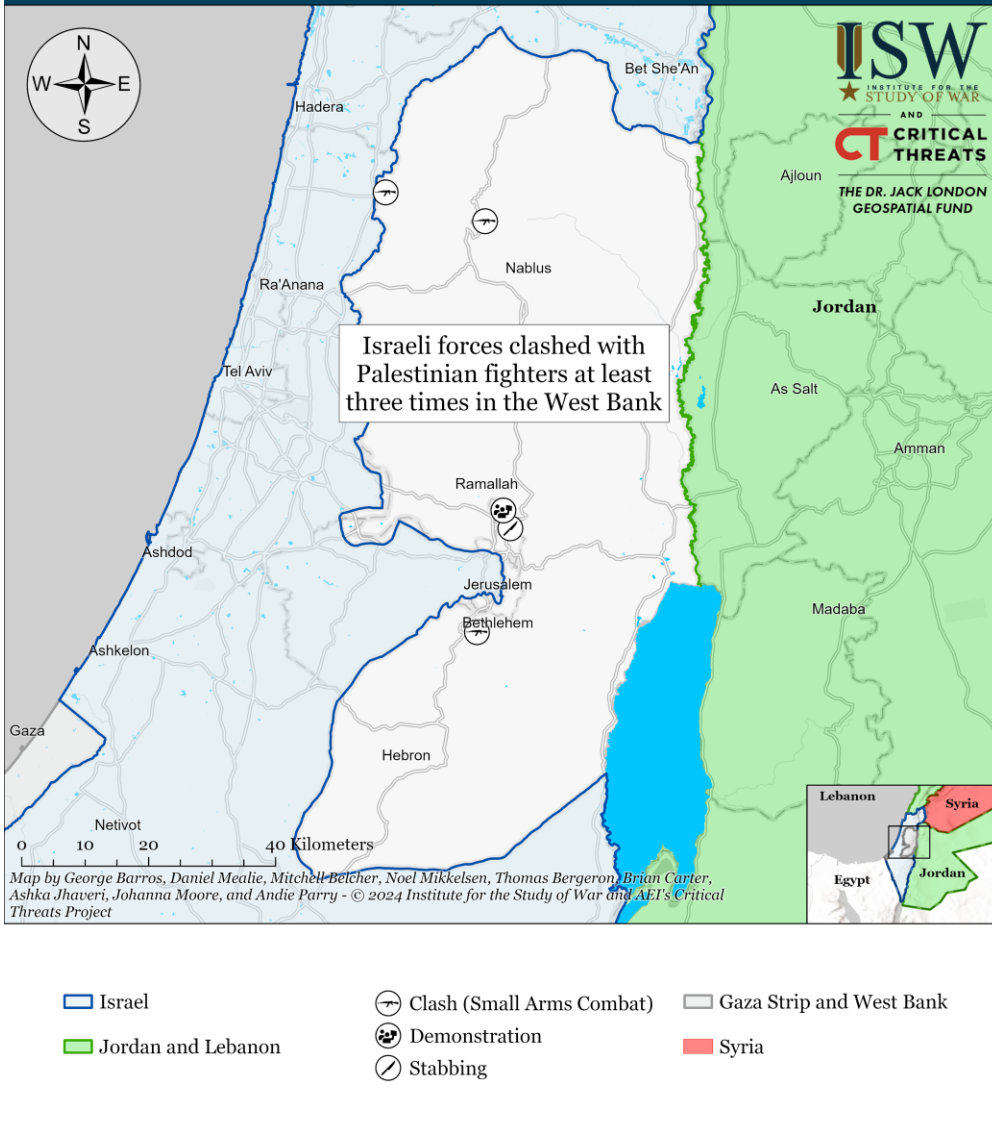 N
W E
S
ISW
INSTITUTE FOR THE
STUDY OF WAR
AND
CT CRITICAL
THREATS
THE DR. JACK LONDON
GEOSPATIAL FUND
Bet She'An
Hadera
Ajloun
Nablus
Ra'Anana
Jordan
Israeli forces clashed with
Palestinian fighters at least
three times in the West Bank
Tel Aviv
As Salt
Amman
Ramallah
Ashdod
Jerusalem
Madaba
Bethlehem
Ashkelon
Gaza
Hebron
Netivot
0 10 20 40 Kilometers
Map by George Barros, Daniel Mealie, Mitchell Belcher, Noel Mikkelsen, Thomas Bergeron, Brian Carter,
Ashka Jhaveri, Johanna Moore, and Andie Parry - © 2024 Institute for the Study of War and AEI's Critical
Threats Project
Lebanon
Syria
Egypt
Jordan
Israel
Jordan and Lebanon
Clash (Small Arms Combat)
Demonstration
Stabbing
Gaza Strip and West Bank
Syria